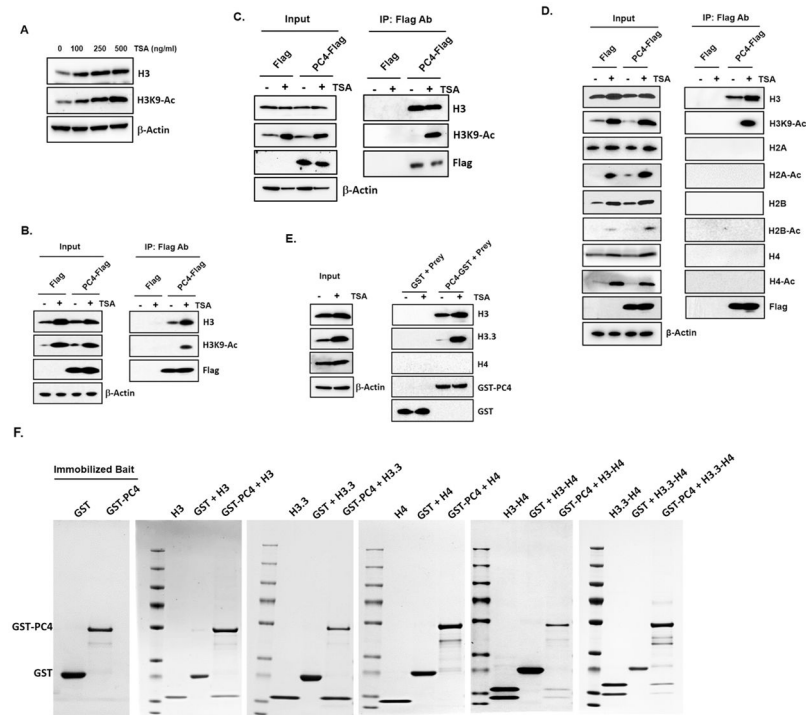 A
0 100 250 500 TSA (ng/ml)
H3
H3K9-Ac
β-Actin
B.
Input IP: Flag Ab
Flag PC4-Flag Flag PC4-Flag
- + - + - + - + TSA
H3
H3K9-Ac
Flag
β-Actin
C.
Input IP: Flag Ab
Flag PC4-Flag Flag PC4-Flag
- + - + - + - + TSA
H3
H3K9-Ac
Flag
β-Actin
D.
Input IP: Flag Ab
Flag PC4-Flag Flag PC4-Flag
- + - + - + - + TSA
H3
H3K9-Ac
H2A
H2A-Ac
H2B
H2B-Ac
H4
H4-Ac
Flag
β-Actin
E.
Input GST + Prey PC4-GST + Prey
- + TSA - + - + TSA
H3
H3.3
H4
β-Actin GST-PC4
GST
F.
Immobilized Bait
GST GST-PC4 H3 GST + H3 GST-PC4 + H3 H3.3 GST + H3.3 GST-PC4 + H3.3 H4 GST + H4 GST-PC4 + H4 H3-H4 GST + H3-H4 GST-PC4 + H3-H4 H3.3-H4 GST + H3.3-H4 GST-PC4 + H3.3-H4
GST-PC4
GST